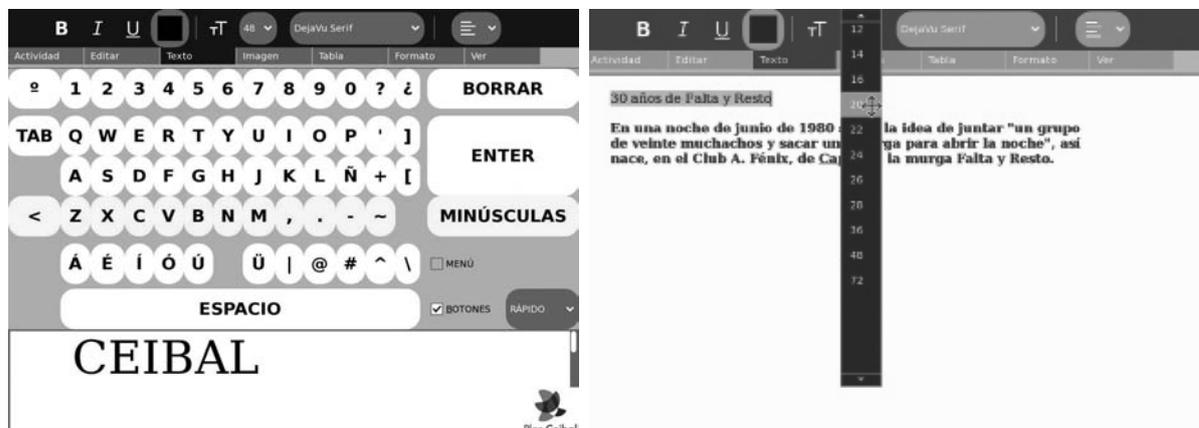 B I U TT 48 DejaVu Serif
Actividad Editar Texto Imagen Tabla Formato Ver
º 1 2 3 4 5 6 7 8 9 0 ? ¿ BORRAR
TAB Q W E R T Y U I O P ' ]
ENTER
A S D F G H J K L Ñ + [
< Z X C V B N M , . - ~ MINÚSCULAS
Á É Í Ó Ú Ü | @ # ^ \ MENÚ
ESPACIO BOTONES RÁPIDO
CEIBAL
B I U TT DejaVu Serif
Actividad Editar Texto Tabla Formato Ver
12
14
16
20
22
24
26
28
36
48
72
30 años de Falta y Resto
En una noche de junio de 1980 la idea de juntar "un grupo
de veinte muchachos y sacar para abrir la noche", así
nace, en el Club A. Fénix, de la murga Falta y Resto.